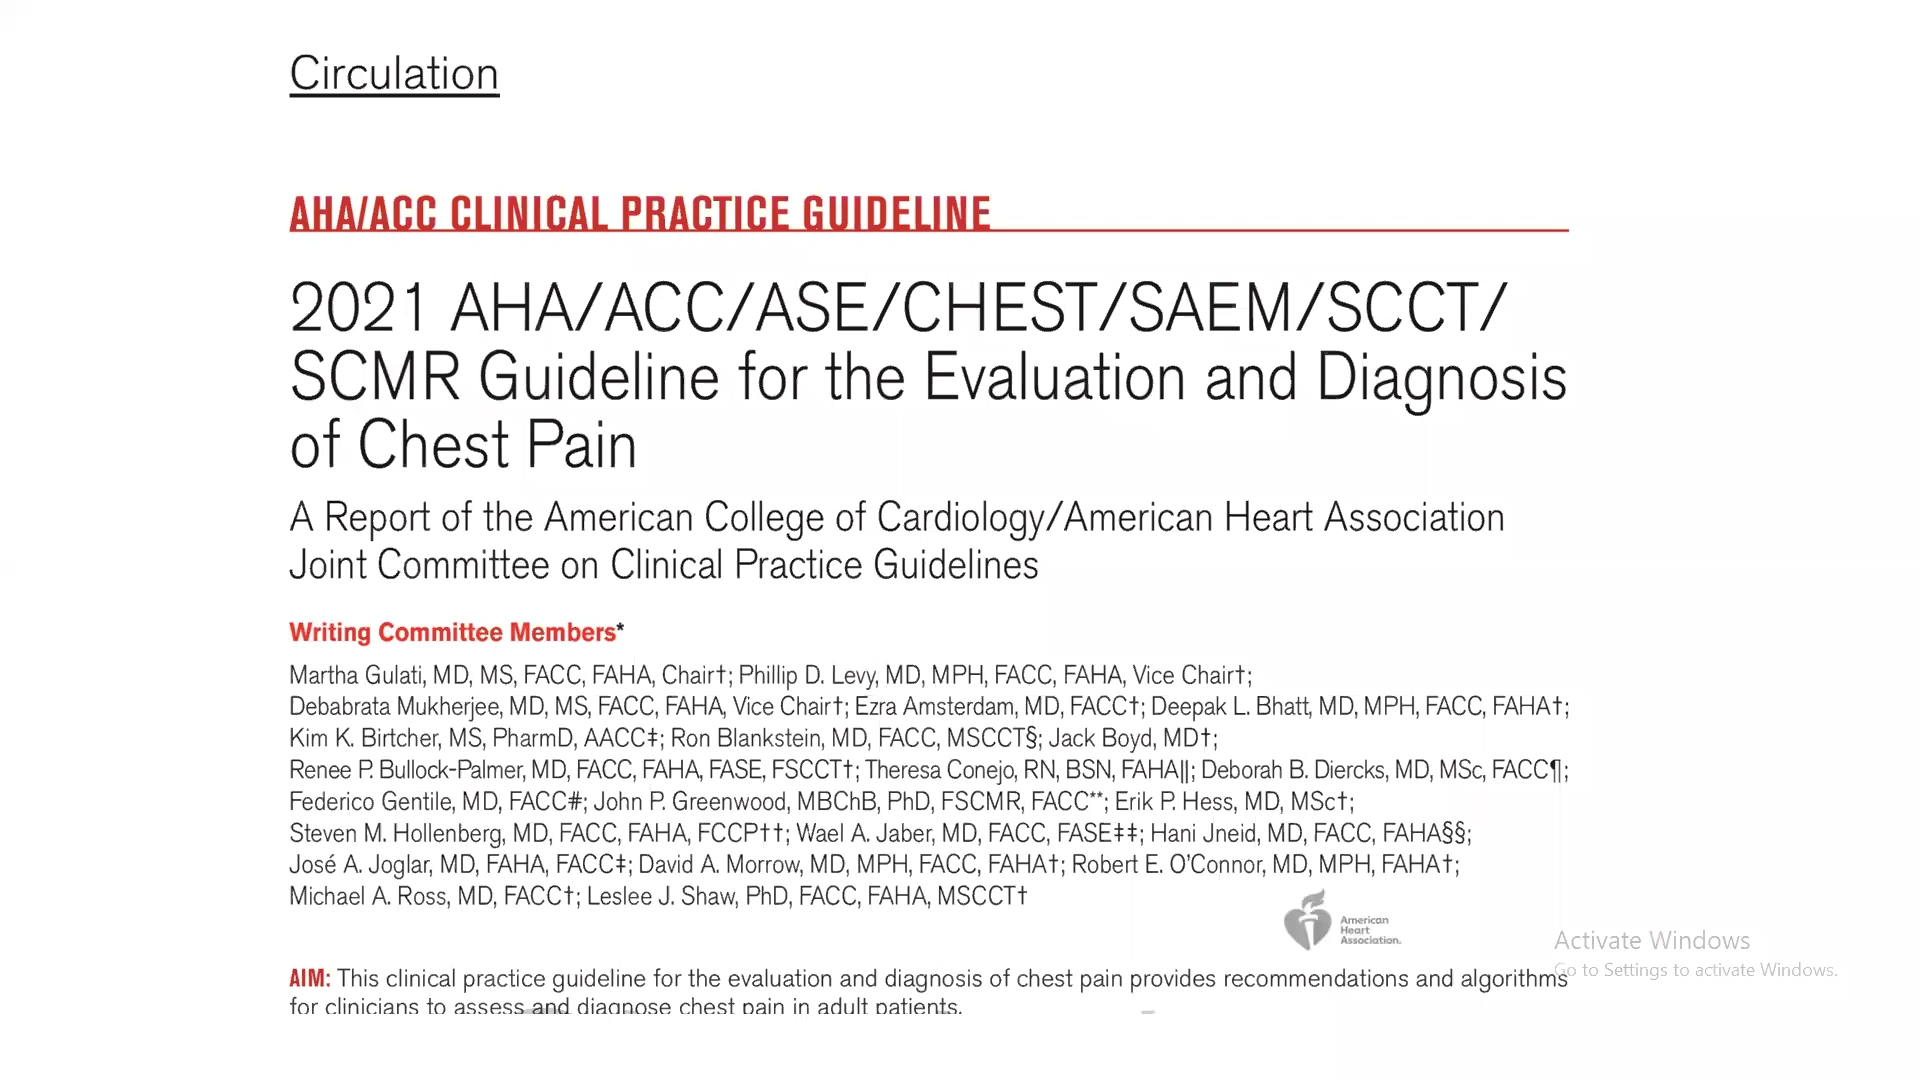 Circulation
AHA/ACC CLINICAL PRACTICE GUIDELINE
2021 AHA/ACC/ASE/CHEST/SAEM/SCCT/
SCMR Guideline for the Evaluation and Diagnosis
of Chest Pain
A Report of the American College of Cardiology/American Heart Association
Joint Committee on Clinical Practice Guidelines
Writing Committee Members*
Martha Gulati, MD, MS, FACC, FAHA, Chair†; Phillip D. Levy, MD, MPH, FACC, FAHA, Vice Chair†;
Debabrata Mukherjee, MD, MS, FACC, FAHA, Vice Chair†; Ezra Amsterdam, MD, FACC†; Deepak L. Bhatt, MD, MPH, FACC, FAHA†;
Kim K. Birtcher, MS, PharmD, AACC‡; Ron Blankstein, MD, FACC, MSCCT§; Jack Boyd, MD†;
Renee P. Bullock-Palmer, MD, FACC, FAHA, FASE, FSCCT†; Theresa Conejo, RN, BSN, FAHA||; Deborah B. Diercks, MD, MSc, FACC¶;
Federico Gentile, MD, FACC#; John P. Greenwood, MBChB, PhD, FSCMR, FACC**; Erik P. Hess, MD, MSc†;
Steven M. Hollenberg, MD, FACC, FAHA, FCCP††; Wael A. Jaber, MD, FACC, FASE‡‡; Hani Jneid, MD, FACC, FAHA§§;
José A. Joglar, MD, FAHA, FACC‡; David A. Morrow, MD, MPH, FACC, FAHA†; Robert E. O’Connor, MD, MPH, FAHA†;
Michael A. Ross, MD, FACC†; Leslee J. Shaw, PhD, FACC, FAHA, MSCCT†
American
Heart
Association.
Activate Windows
Go to Settings to activate Windows.
AIM: This clinical practice guideline for the evaluation and diagnosis of chest pain provides recommendations and algorithms
for clinicians to assess and diagnose chest pain in adult patients.